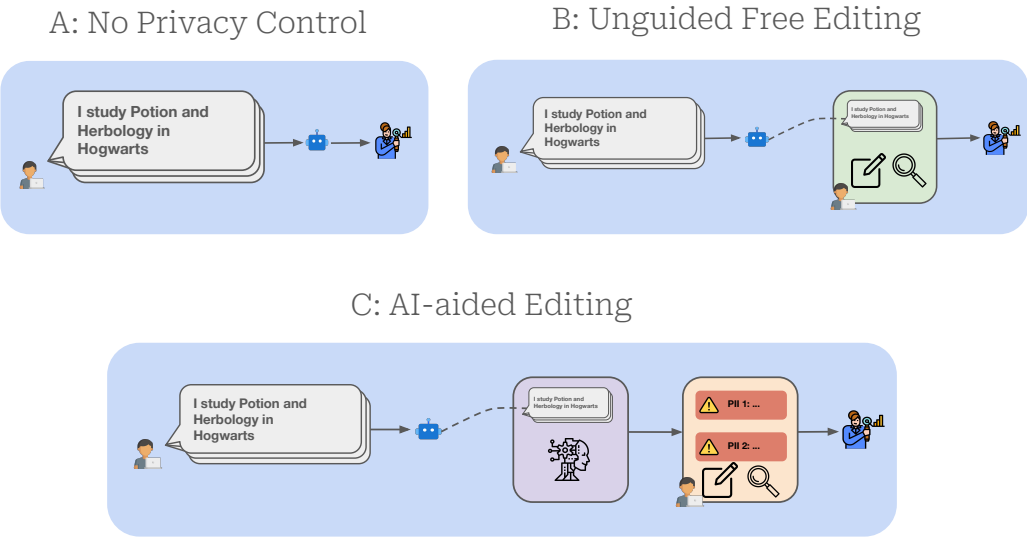 A: No Privacy Control
B: Unguided Free Editing
I study Potion and
Herbology in
Hogwarts
I study Potion and
Herbology in
Hogwarts
I study Potion and
Herbology in Hogwarts
C: AI-aided Editing
I study Potion and
Herbology in
Hogwarts
I study Potion and
Herbology in Hogwarts
PII 1: ...
PII 2: ...